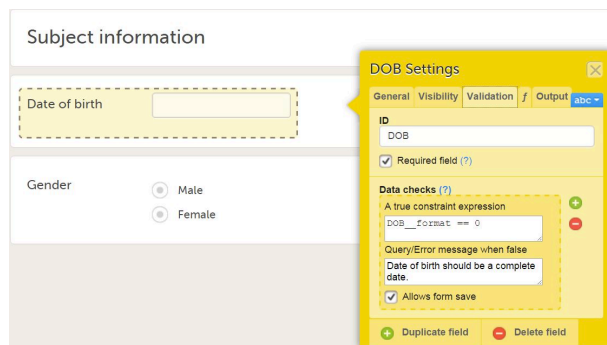 Subject information
DOB Settings
General Visibility Validation ƒ Output abc
Date of birth
ID
DOB
Required field (?)
Data checks (?)
A true constraint expression
DOB__format == 0
Query/Error message when false
Date of birth should be a complete
date.
Allows form save
Gender
Male
Female
Duplicate field
Delete field